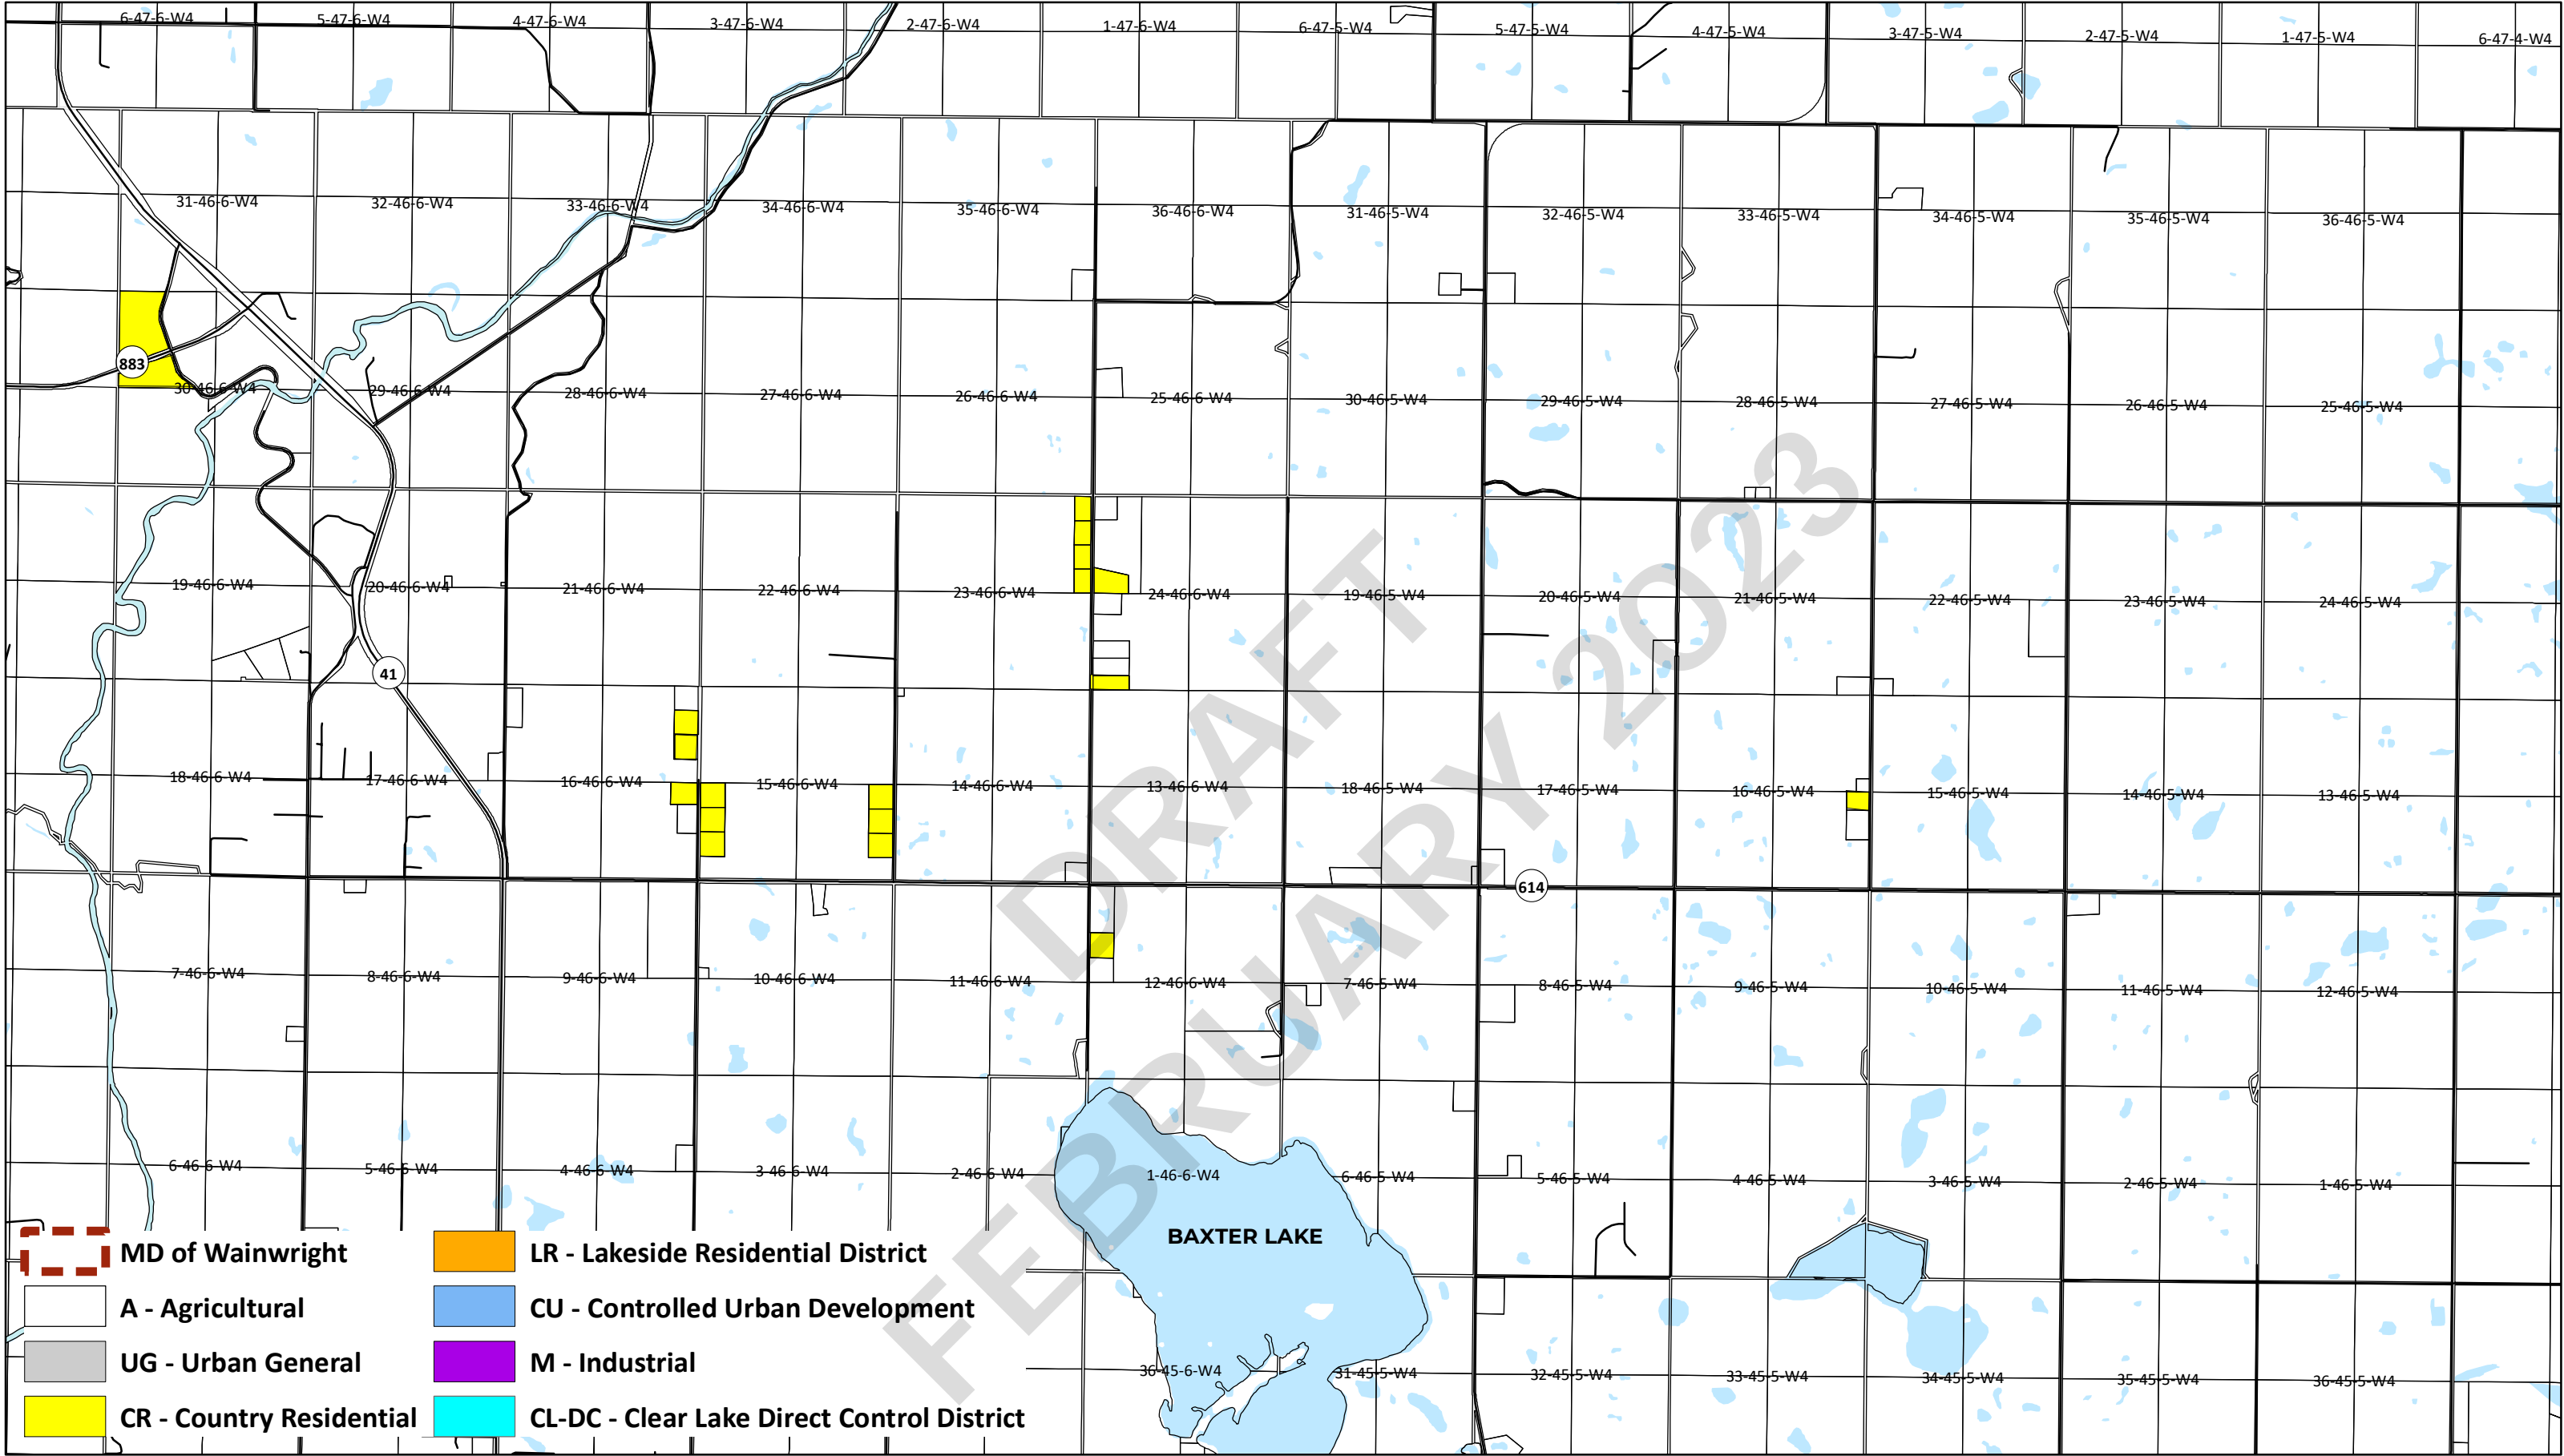 6-47-6-W4 5-47-6-W4 4-47-6-W4 3-47-6-W4 2-47-6-W4 1-47-6-W4 6-47-5-W4 5-47-5-W4 4-47-5-W4 3-47-5-W4 2-47-5-W4 1-47-5-W4 6-47-4-W4
31-46-6-W4 32-46-6-W4 33-46-6-W4 34-46-6-W4 35-46-6-W4 36-46-6-W4 31-46-5-W4 32-46-5-W4 33-46-5-W4 34-46-5-W4 35-46-5-W4 36-46-5-W4
883
30-46-6-W4 29-46-6-W4 28-46-6-W4 27-46-6-W4 26-46-6-W4 25-46-6-W4 30-46-5-W4 29-46-5-W4 28-46-5-W4 27-46-5-W4 26-46-5-W4 25-46-5-W4
19-46-6-W4 20-46-6-W4 21-46-6-W4 22-46-6-W4 23-46-6-W4 24-46-6-W4 19-46-5-W4 20-46-5-W4 21-46-5-W4 22-46-5-W4 23-46-5-W4 24-46-5-W4
41
18-46-6-W4 17-46-6-W4 16-46-6-W4 15-46-6-W4 14-46-6-W4 13-46-6-W4 18-46-5-W4 17-46-5-W4 16-46-5-W4 15-46-5-W4 14-46-5-W4 13-46-5-W4
DRAFT
FEBRUARY 2023
614
7-46-6-W4 8-46-6-W4 9-46-6-W4 10-46-6-W4 11-46-6-W4 12-46-6-W4 7-46-5-W4 8-46-5-W4 9-46-5-W4 10-46-5-W4 11-46-5-W4 12-46-5-W4
6-46-6-W4 5-46-6-W4 4-46-6-W4 3-46-6-W4 2-46-6-W4 1-46-6-W4 6-46-5-W4 5-46-5-W4 4-46-5-W4 3-46-5-W4 2-46-5-W4 1-46-5-W4
BAXTER LAKE
36-45-6-W4 31-45-5-W4 32-45-5-W4 33-45-5-W4 34-45-5-W4 35-45-5-W4 36-45-5-W4
MD of Wainwright
A - Agricultural
UG - Urban General
CR - Country Residential
LR - Lakeside Residential District
CU - Controlled Urban Development
M - Industrial
CL-DC - Clear Lake Direct Control District